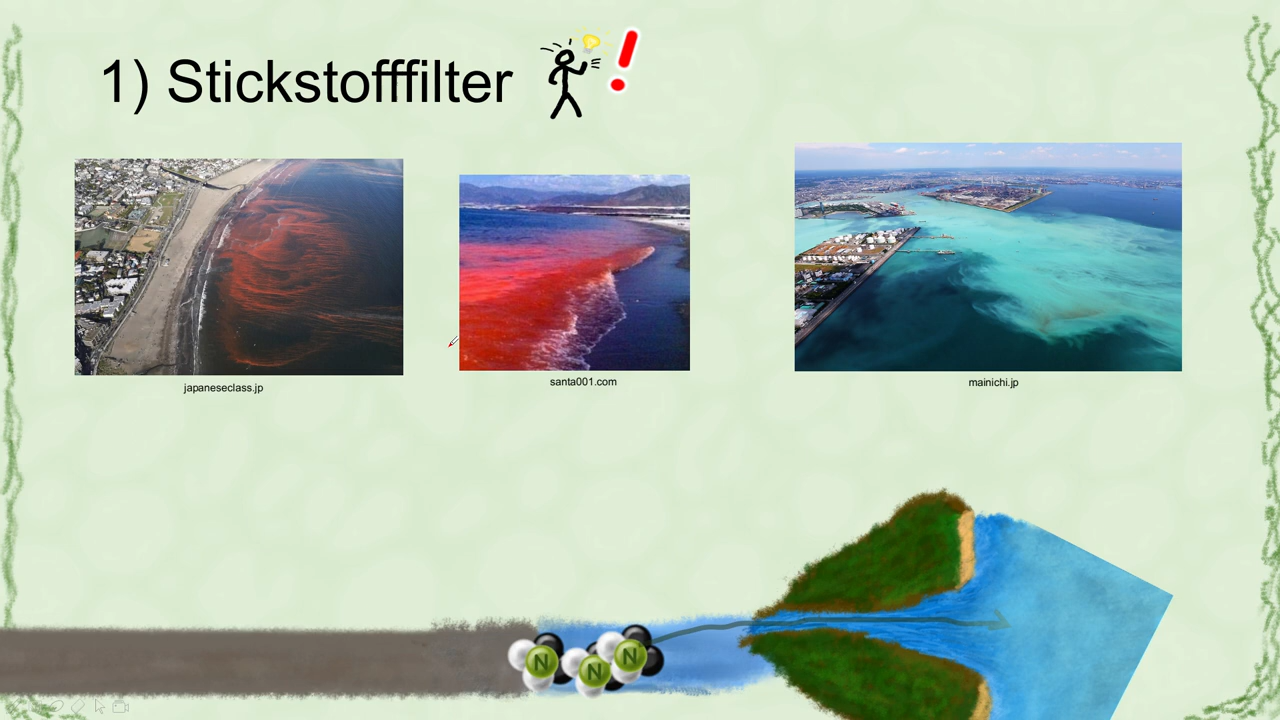 1) Stickstofffilter
japaneseclass.jp
santa001.com
mainichi.jp
N
N
N